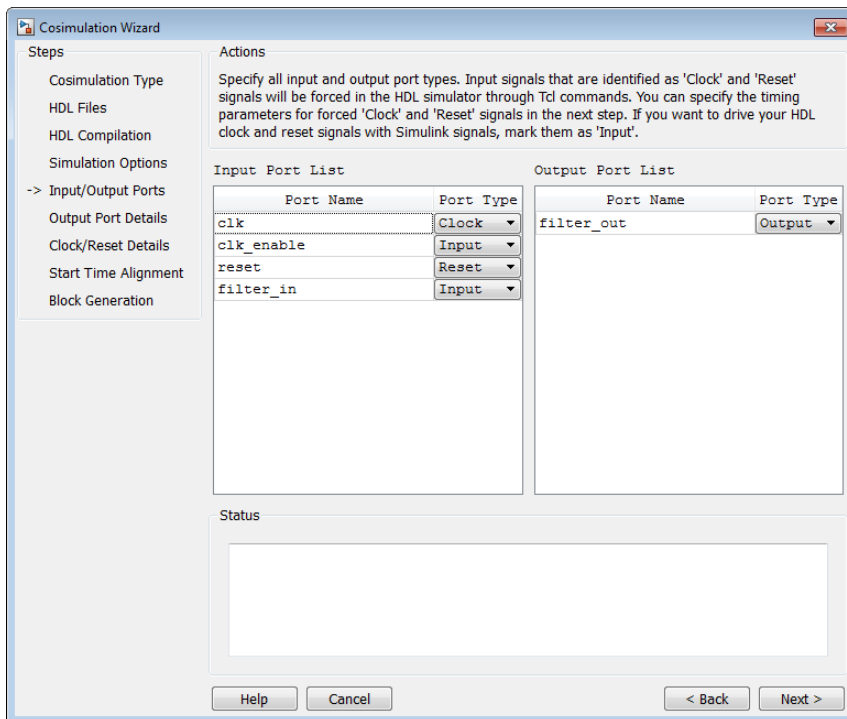 Cosimulation Wizard
Steps
Cosimulation Type
HDL Files
HDL Compilation
Simulation Options
-> Input/Output Ports
Output Port Details
Clock/Reset Details
Start Time Alignment
Block Generation
Actions
Specify all input and output port types. Input signals that are identified as 'Clock' and 'Reset'
signals will be forced in the HDL simulator through Tcl commands. You can specify the timing
parameters for forced 'Clock' and 'Reset' signals in the next step. If you want to drive your HDL
clock and reset signals with Simulink signals, mark them as 'Input'.
Input Port List
Port Name Port Type
clk Clock
clk_enable Input
reset Reset
filter_in Input
Output Port List
Port Name Port Type
filter_out Output
Status
Help Cancel < Back Next >